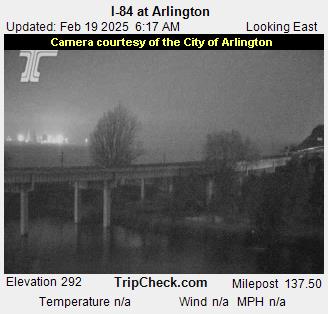 I-84 at Arlington
Updated: Feb 19 2025 6:17 AM Looking East
Camera courtesy of the City of Arlington
Elevation 292 TripCheck.com Milepost 137.50
Temperature n/a Wind n/a MPH n/a